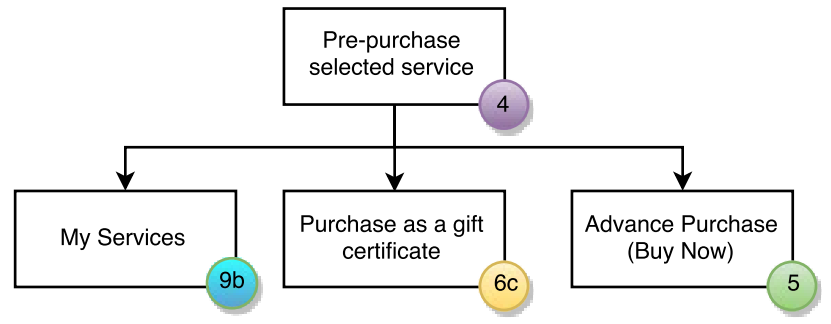 Pre-purchase
selected service
4
My Services
9b
Purchase as a gift
certificate
6c
Advance Purchase
(Buy Now)
5